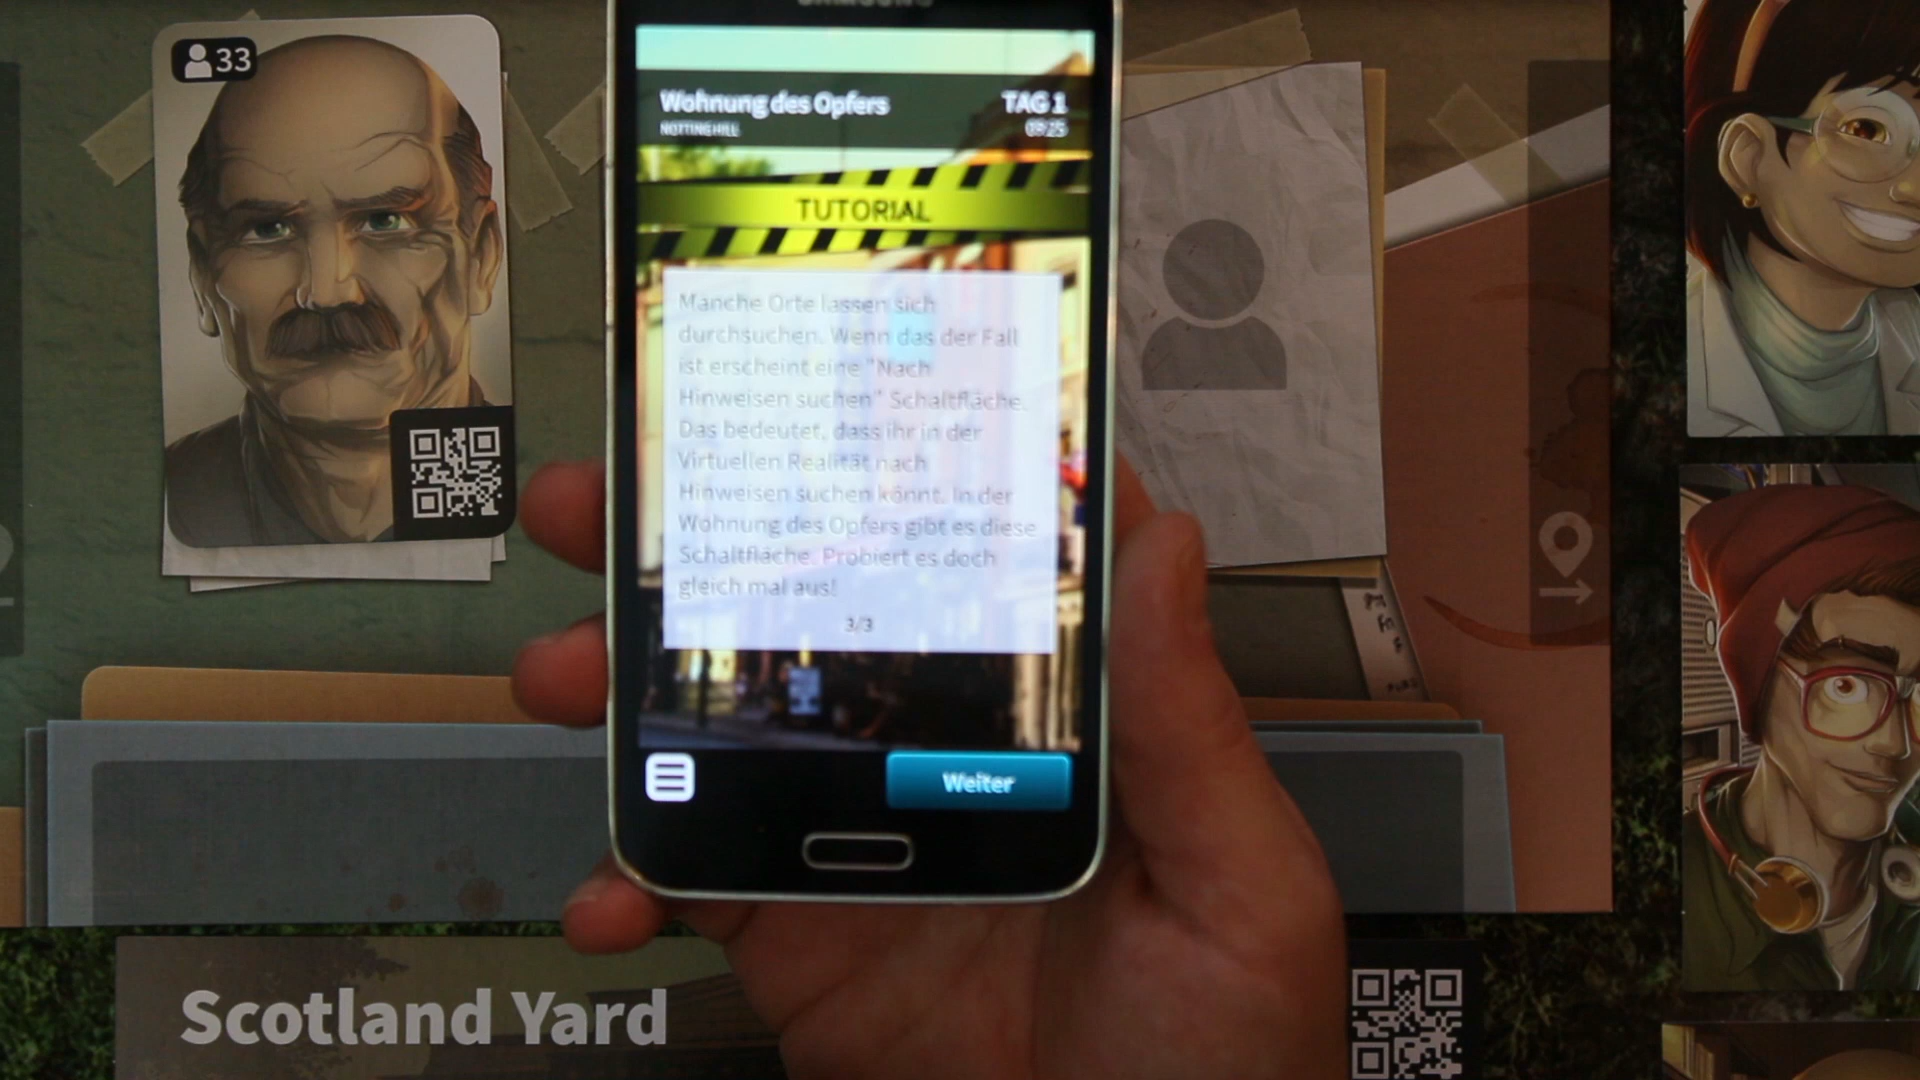 33
SAMSUNG
Wohnung des Opfers
TAG 1
NOTTING HILL
09:25
TUTORIAL
Manche Orte lassen sich
durchsuchen. Wenn das der Fall
ist erscheint eine "Nach
Hinweisen suchen" Schaltfläche.
Das bedeutet, dass ihr in der
Virtuellen Realität nach
Hinweisen suchen könnt. In der
Wohnung des Opfers gibt es diese
Schaltfläche. Probiert es doch
gleich mal aus!
3/3
Weiter
Scotland Yard